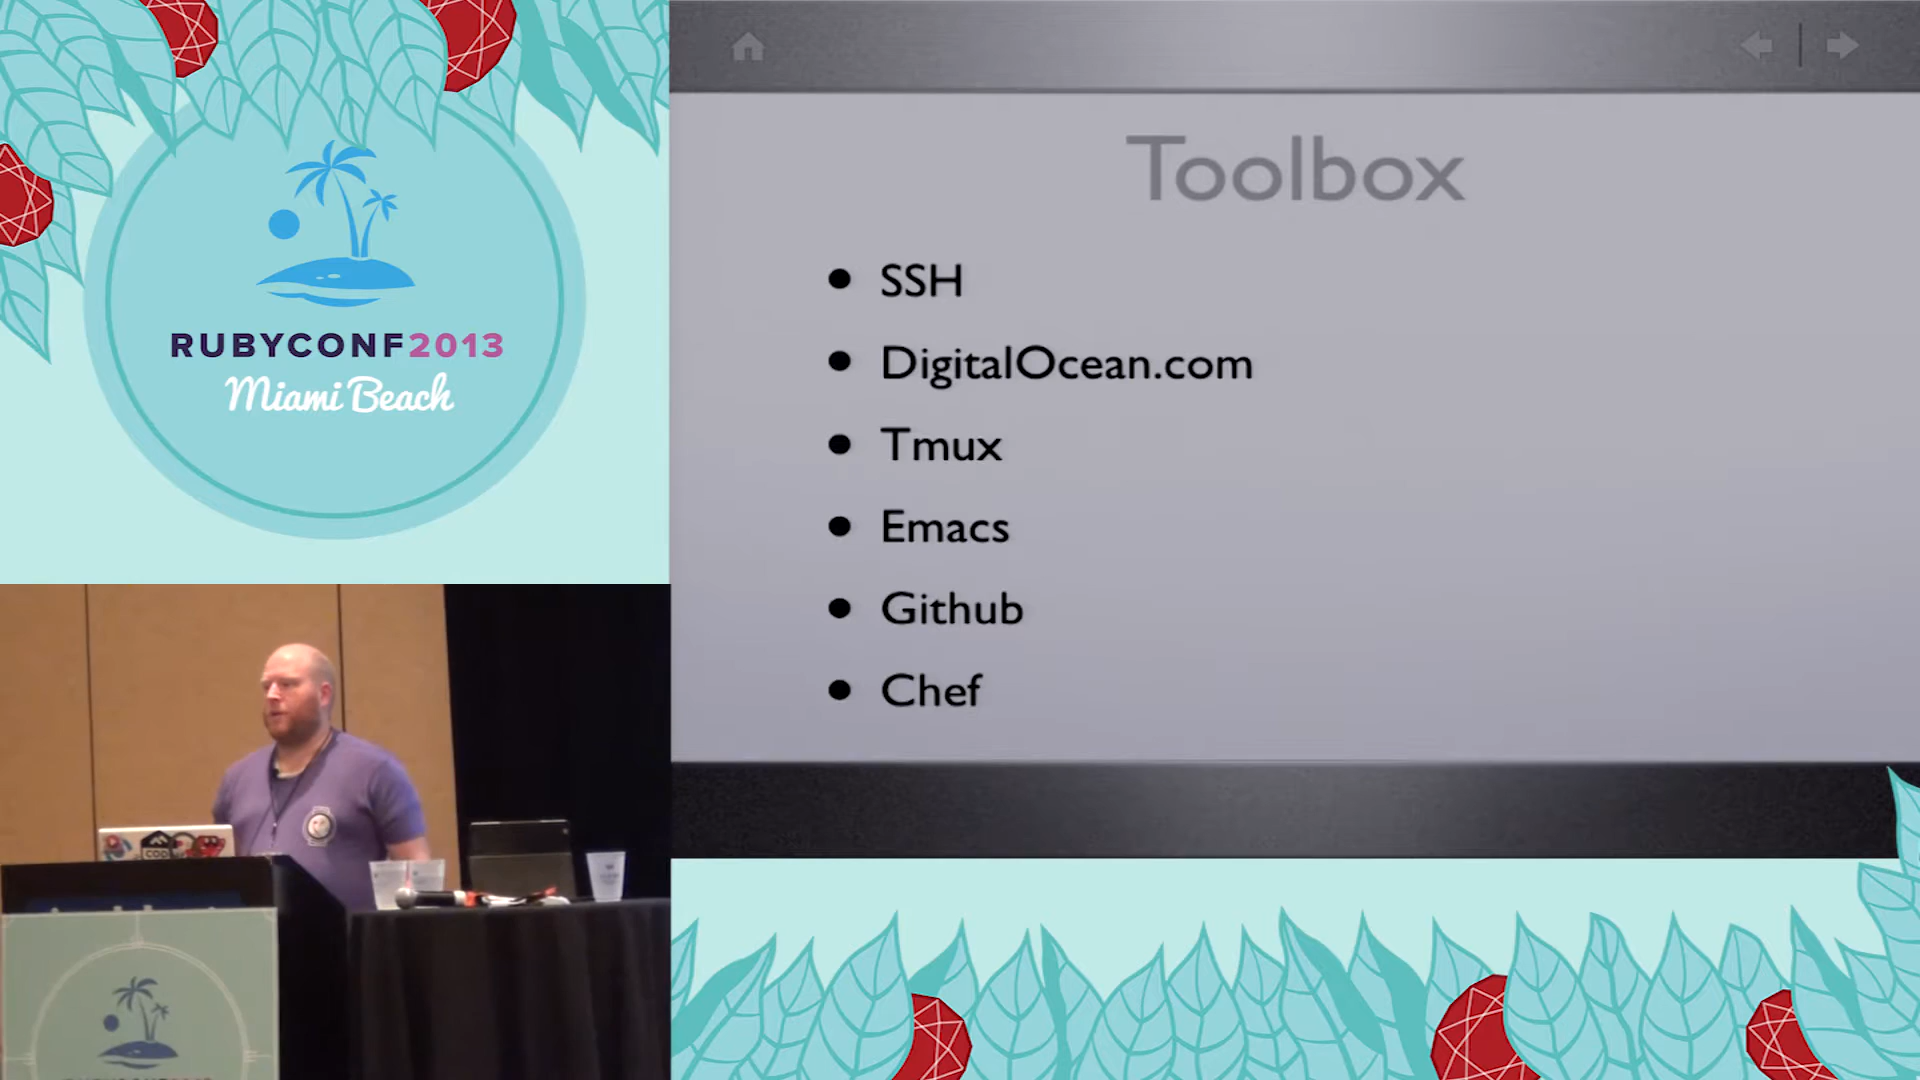 RUBYCONF2013
Miami Beach
Toolbox
• SSH
• DigitalOcean.com
• Tmux
• Emacs
• Github
• Chef